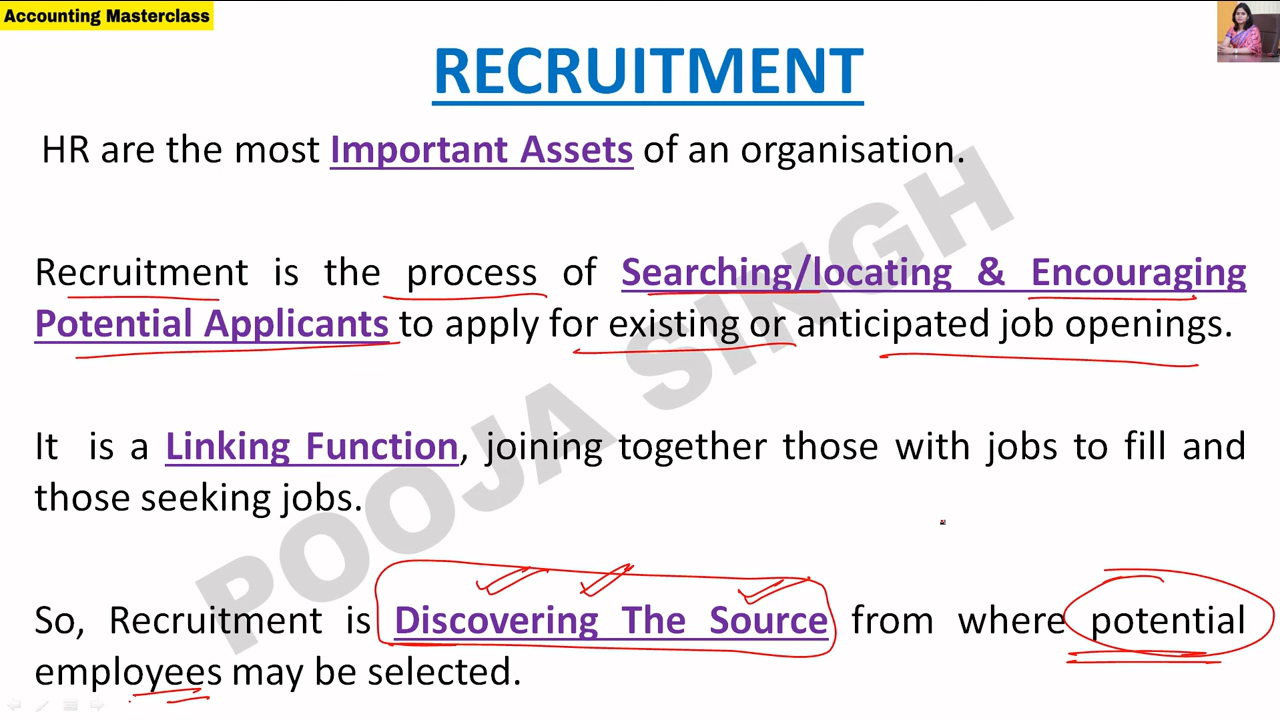 Accounting Masterclass
RECRUITMENT
HR are the most Important Assets of an organisation.
Recruitment is the process of Searching/locating & Encouraging
Potential Applicants to apply for existing or anticipated job openings.
It is a Linking Function, joining together those with jobs to fill and
those seeking jobs.
So, Recruitment is Discovering The Source from where potential
employees may be selected.
POOJA SINGH